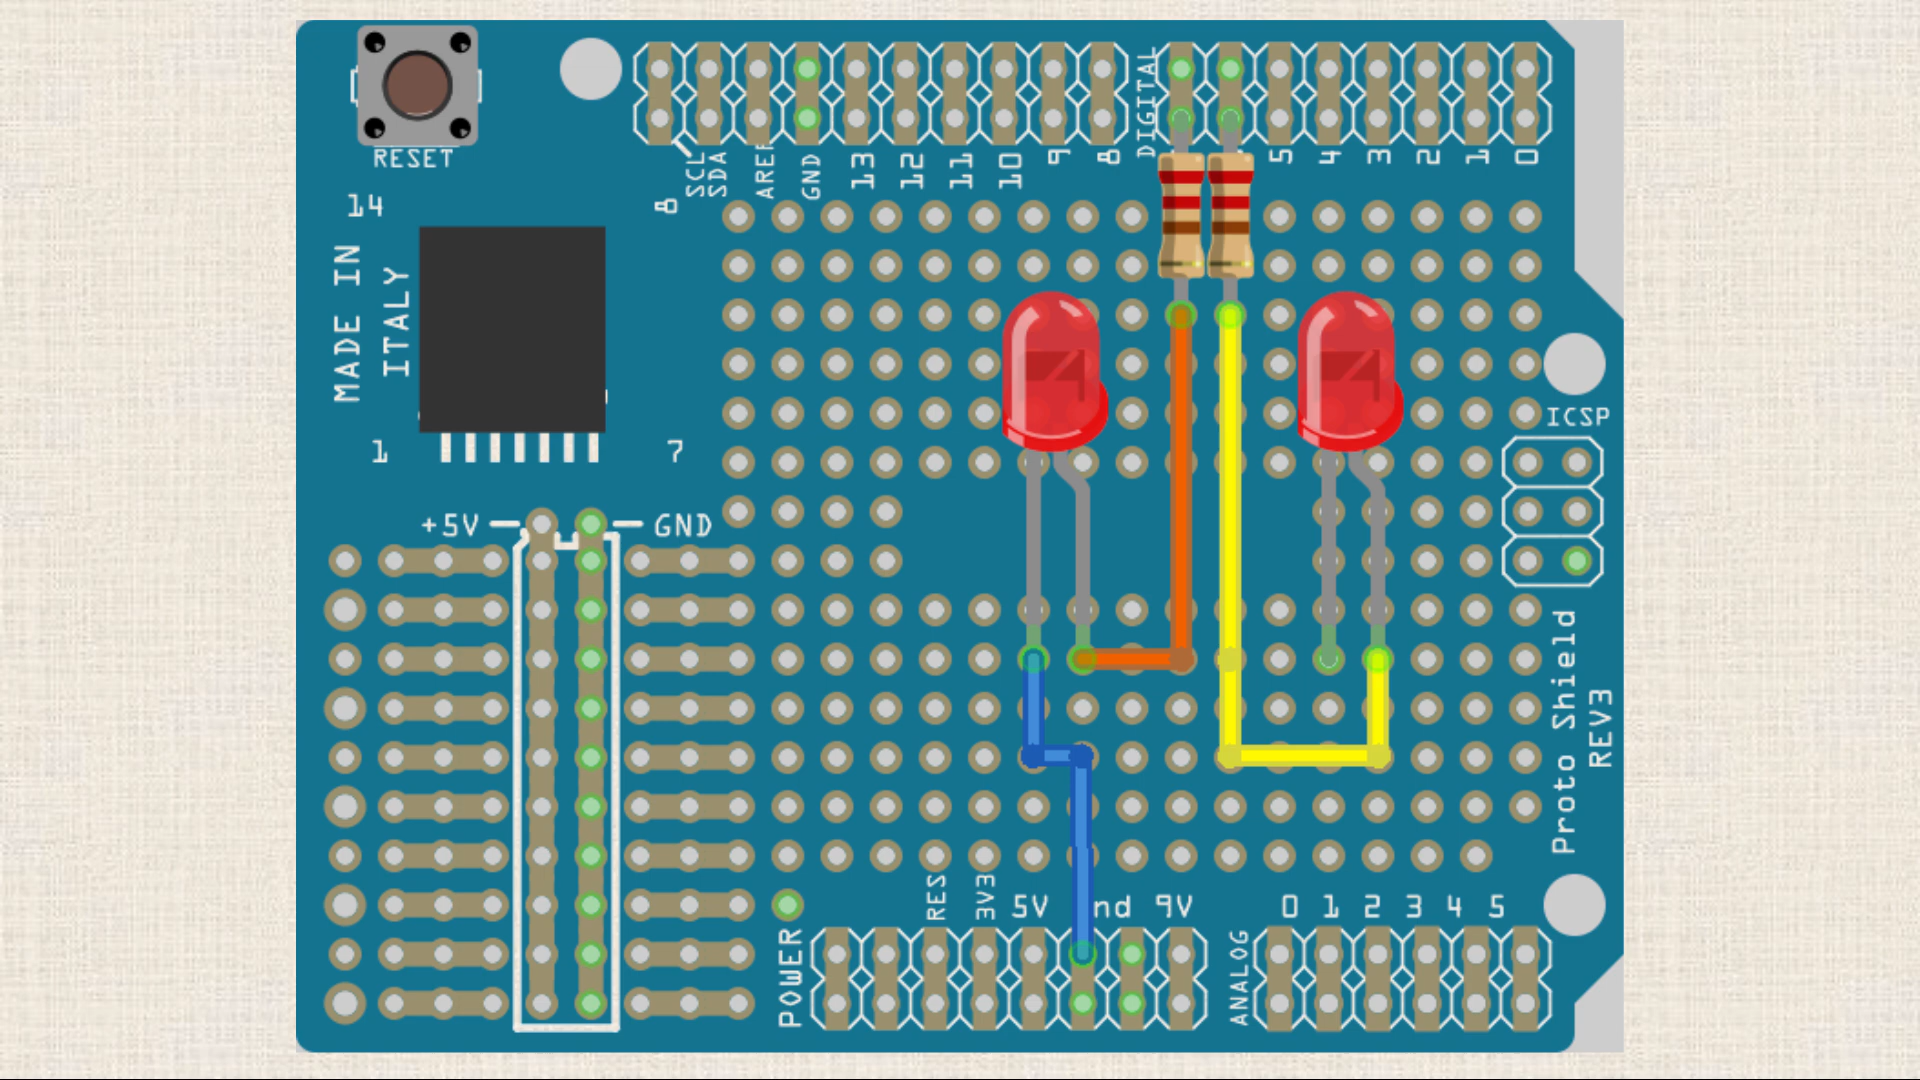 RESET
SCL
SDA
AREF
GND
13
12
11
10
9
8
DIGITAL
5
4
3
2
1
0
14
8
MADE IN
ITALY
1
7
ICSP
+5V
GND
Proto Shield
REV3
RES
3V3
5V
nd
9V
0 1 2 3 4 5
POWER
ANALOG